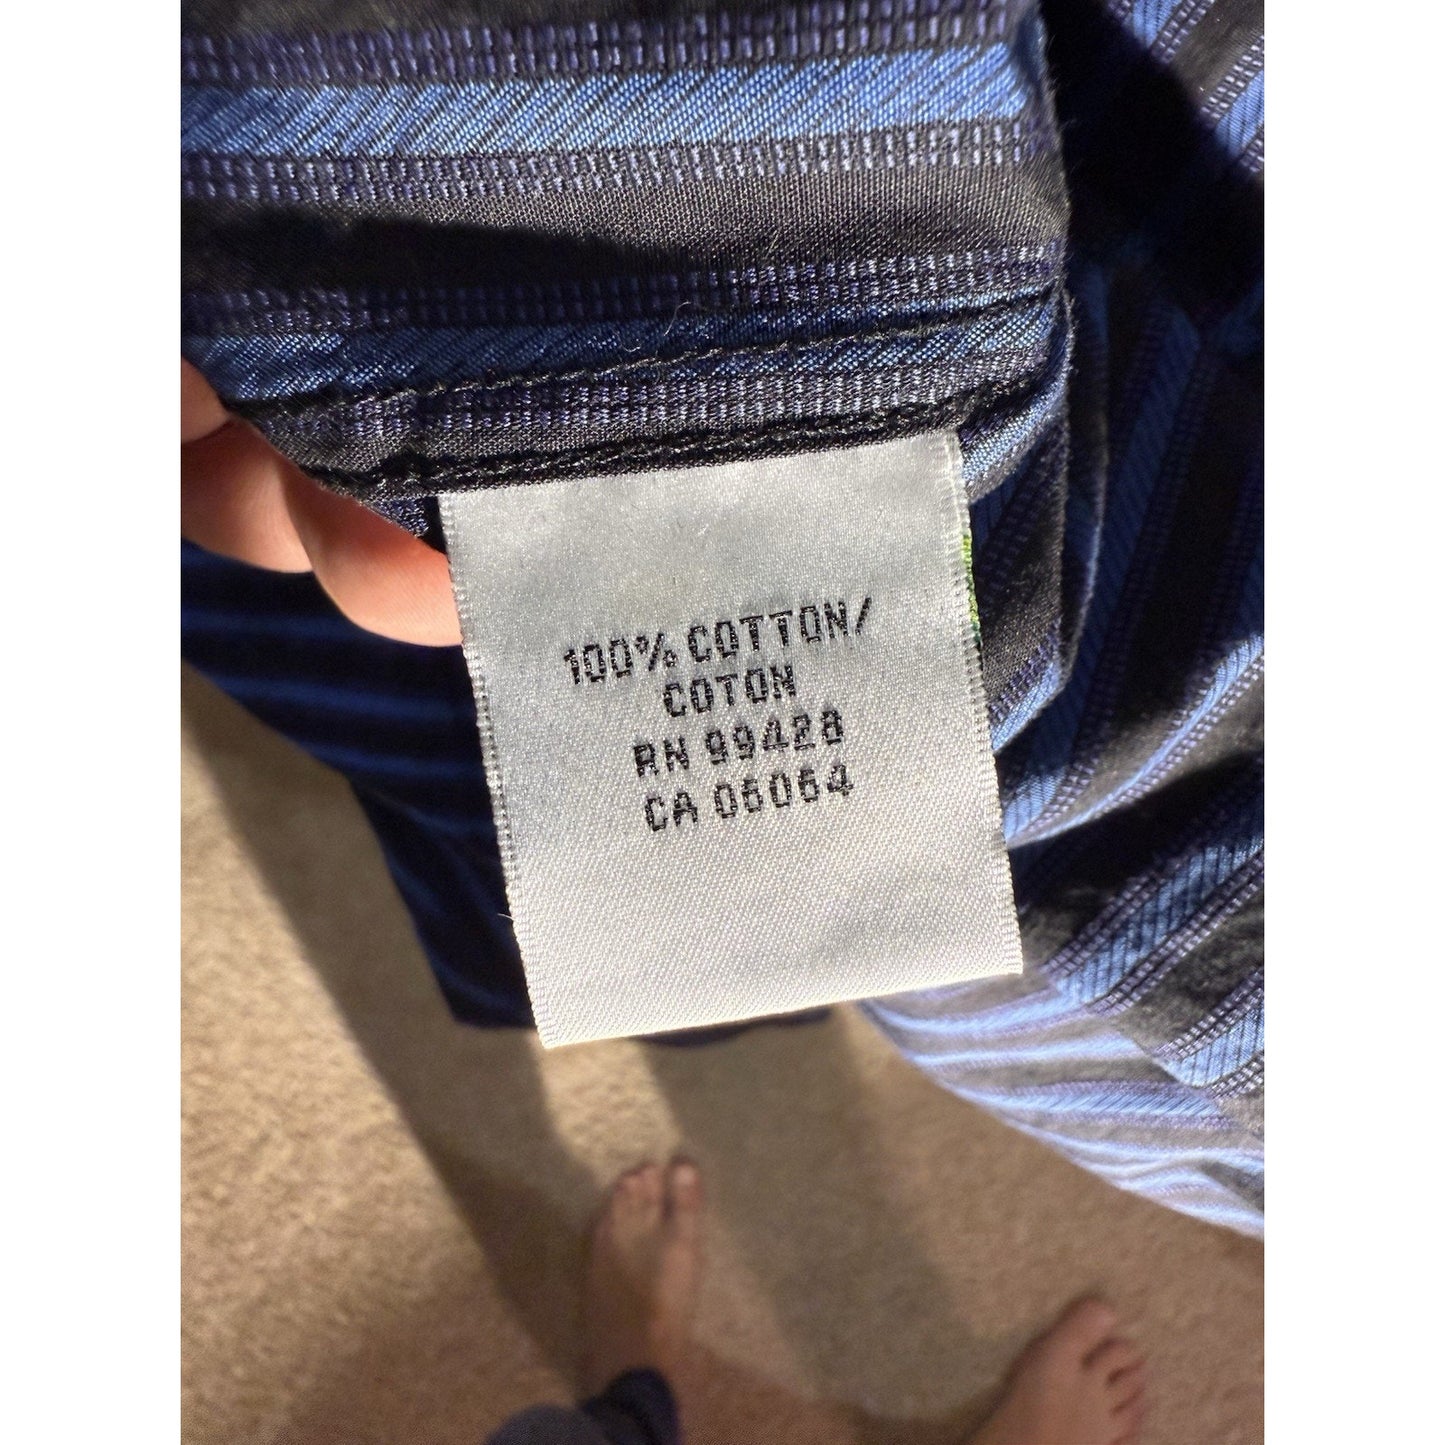 100% COTTON/
COTON
RN 99428
CA 06064